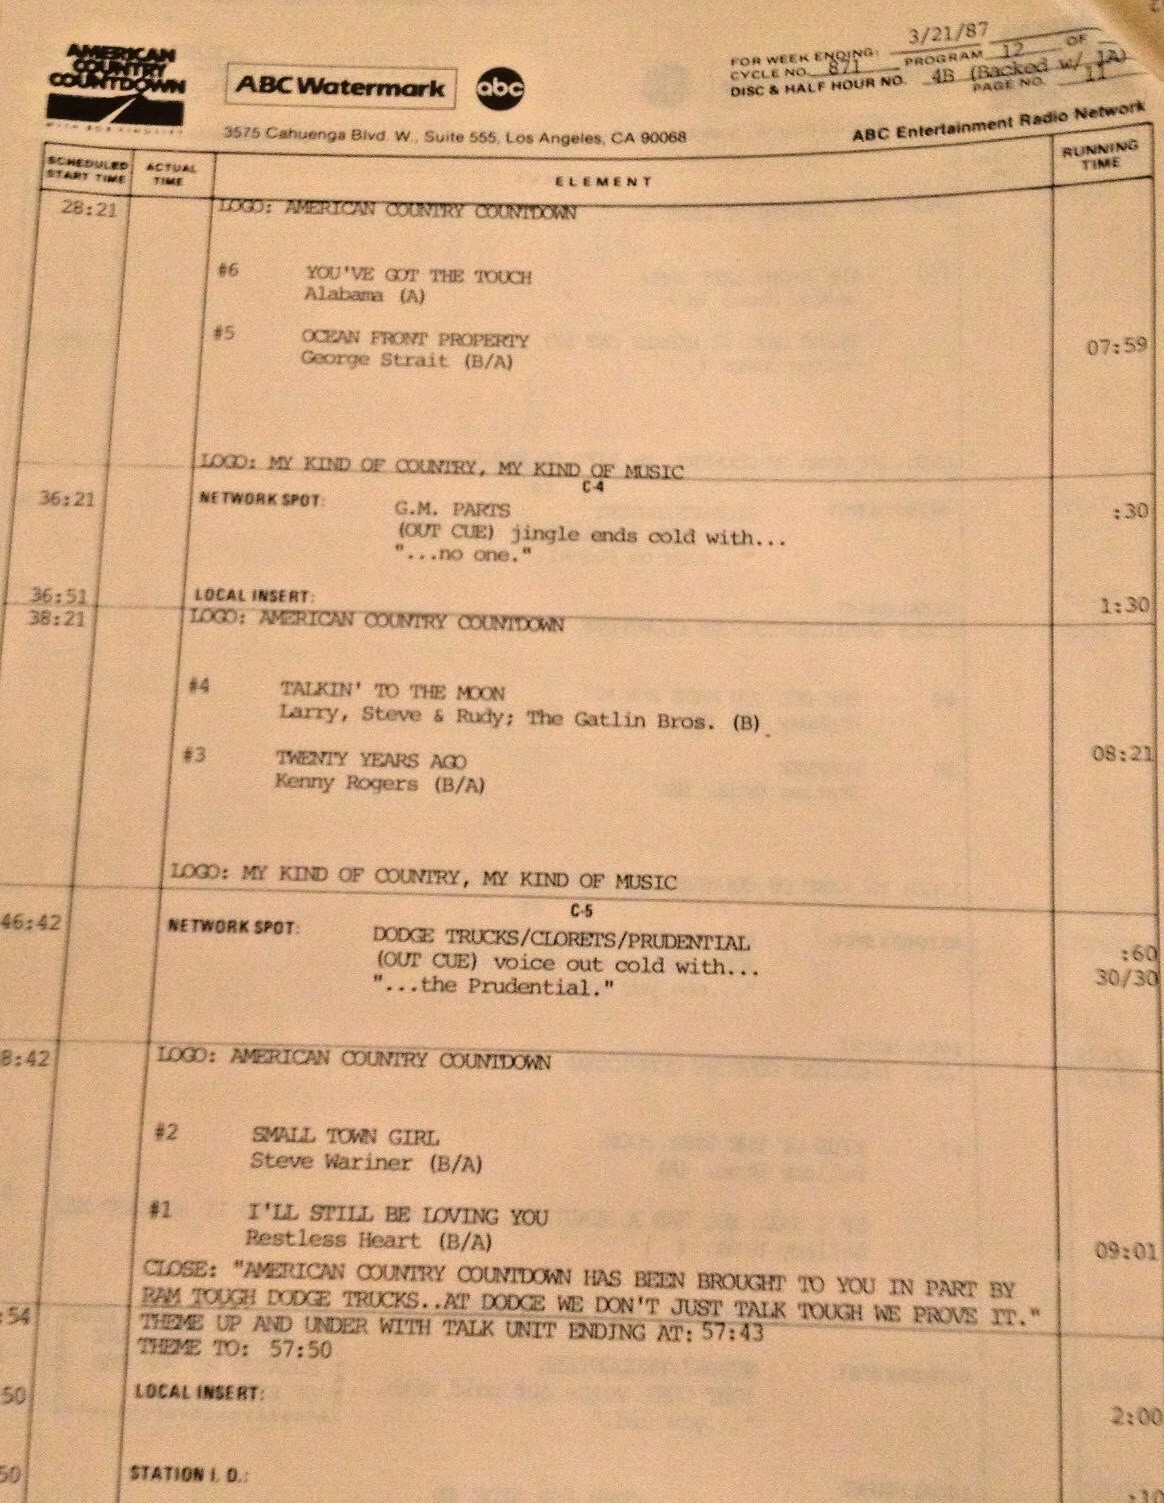 AMERICAN
COUNTRY
COUNTDOWN
WITH BOB KINGSLEY
ABC Watermark
abc
3575 Cahuenga Blvd. W., Suite 555, Los Angeles, CA 90068
FOR WEEK ENDING: 3/21/87
CYCLE NO. 871 PROGRAM 12 OF
DISC & HALF HOUR NO. 4B (Backed w/ 1A)
PAGE NO. 11
ABC Entertainment Radio Network
SCHEDULED START TIME ACTUAL TIME ELEMENT RUNNING TIME
28:21 LOGO: AMERICAN COUNTRY COUNTDOWN
#6 YOU'VE GOT THE TOUCH
Alabama (A)
#5 OCEAN FRONT PROPERTY 07:59
George Strait (B/A)
LOGO: MY KIND OF COUNTRY, MY KIND OF MUSIC
C-4
36:21 NETWORK SPOT: G.M. PARTS :30
(OUT CUE) jingle ends cold with...
"...no one."
36:51 LOCAL INSERT: 1:30
38:21 LOGO: AMERICAN COUNTRY COUNTDOWN
#4 TALKIN' TO THE MOON
Larry, Steve & Rudy; The Gatlin Bros. (B)
#3 TWENTY YEARS AGO 08:21
Kenny Rogers (B/A)
LOGO: MY KIND OF COUNTRY, MY KIND OF MUSIC
C-5
46:42 NETWORK SPOT: DODGE TRUCKS/CLORETS/PRUDENTIAL :60
(OUT CUE) voice out cold with... 30/30
"...the Prudential."
8:42 LOGO: AMERICAN COUNTRY COUNTDOWN
#2 SMALL TOWN GIRL
Steve Wariner (B/A)
#1 I'LL STILL BE LOVING YOU
Restless Heart (B/A) 09:01
CLOSE: "AMERICAN COUNTRY COUNTDOWN HAS BEEN BROUGHT TO YOU IN PART BY
RAM TOUGH DODGE TRUCKS..AT DODGE WE DON'T JUST TALK TOUGH WE PROVE IT."
:54 THEME UP AND UNDER WITH TALK UNIT ENDING AT: 57:43
THEME TO: 57:50
50 LOCAL INSERT: 2:00
50 STATION I.D.: :10